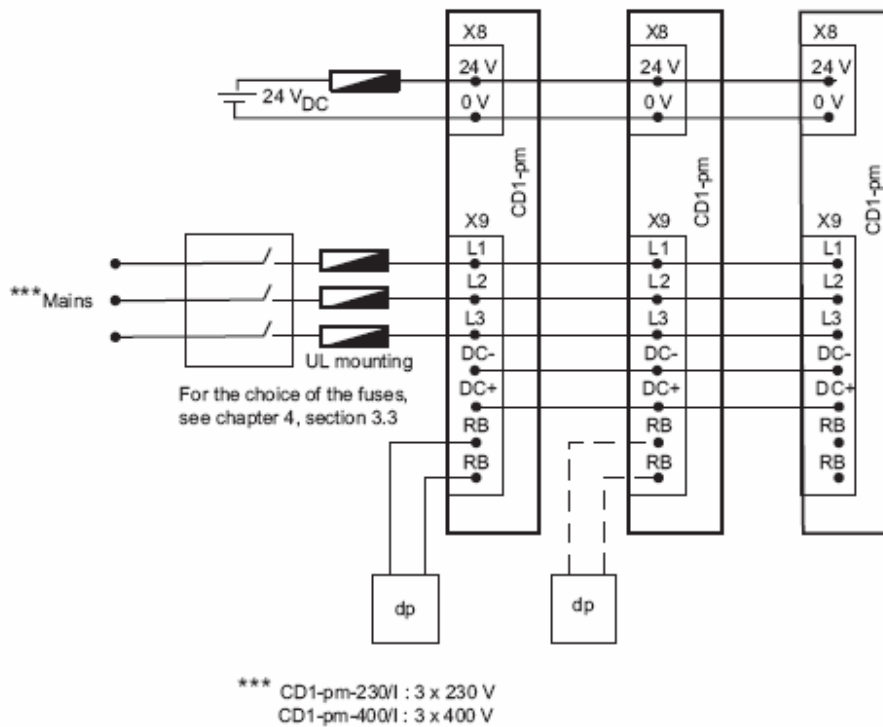 X8
X8
X8
24 V
24 V
24 V
24 VDC
0 V
0 V
0 V
CD1-pm
CD1-pm
CD1-pm
X9
X9
X9
L1
L1
L1
L2
L2
L2
***Mains
L3
L3
L3
UL mounting
DC-
DC-
DC-
For the choice of the fuses,
see chapter 4, section 3.3
DC+
DC+
DC+
RB
RB
RB
RB
RB
RB
dp
dp
*** CD1-pm-230/I : 3 x 230 V
CD1-pm-400/I : 3 x 400 V